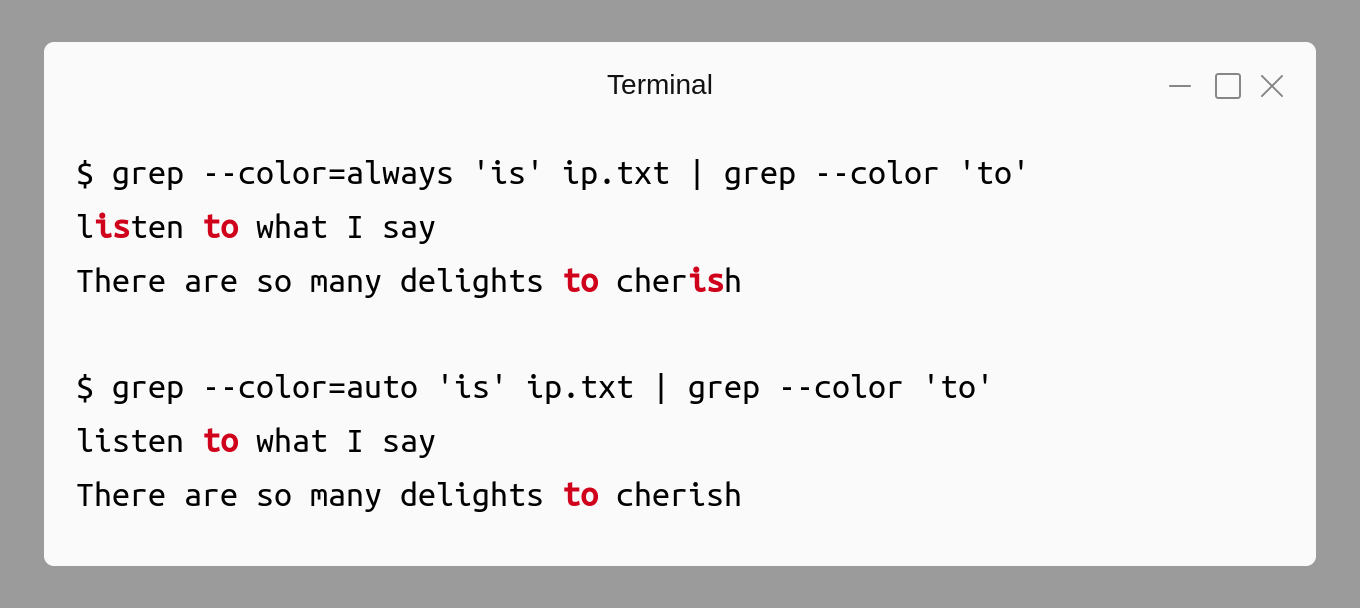 Terminal
$ grep --color=always 'is' ip.txt | grep --color 'to'
listen to what I say
There are so many delights to cherish
$ grep --color=auto 'is' ip.txt | grep --color 'to'
listen to what I say
There are so many delights to cherish